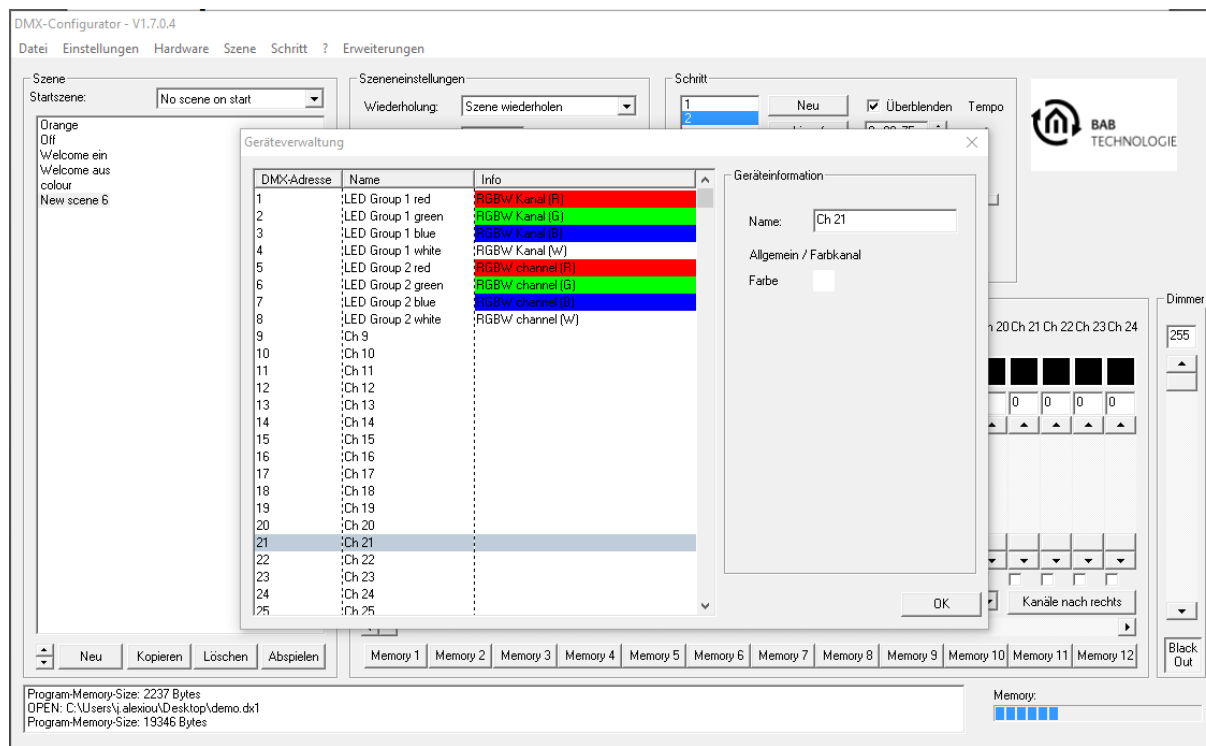 DMX-Configurator - V1.7.0.4
Datei Einstellungen Hardware Szene Schritt ? Erweiterungen
Szene
Startszene: No scene on start
Orange
Off
Welcome ein
Welcome aus
colour
New scene 6
Neu Kopieren Löschen Abspielen
Szeneneinstellungen
Wiederholung: Szene wiederholen
Schritt
1
2
Neu
Überblenden Tempo
BAB
TECHNOLOGIE
Geräteverwaltung
DMX-Adresse Name Info
1 LED Group 1 red RGBW Kanal (R)
2 LED Group 1 green RGBW Kanal (G)
3 LED Group 1 blue RGBW Kanal (B)
4 LED Group 1 white RGBW Kanal (W)
5 LED Group 2 red RGBW channel (R)
6 LED Group 2 green RGBW channel (G)
7 LED Group 2 blue RGBW channel (B)
8 LED Group 2 white RGBW channel (W)
9 Ch 9
10 Ch 10
11 Ch 11
12 Ch 12
13 Ch 13
14 Ch 14
15 Ch 15
16 Ch 16
17 Ch 17
18 Ch 18
19 Ch 19
20 Ch 20
21 Ch 21
22 Ch 22
23 Ch 23
24 Ch 24
25 Ch 25
Geräteinformation
Name: Ch 21
Allgemein / Farbkanal
Farbe
OK
20 Ch 21 Ch 22 Ch 23 Ch 24
0 0 0 0
Kanäle nach rechts
Dimmer
255
Black
Out
Memory 1 Memory 2 Memory 3 Memory 4 Memory 5 Memory 6 Memory 7 Memory 8 Memory 9 Memory 10 Memory 11 Memory 12
Program-Memory-Size: 2237 Bytes
OPEN: C:\Users\j.alexiou\Desktop\demo.dx1
Program-Memory-Size: 19346 Bytes
Memory: